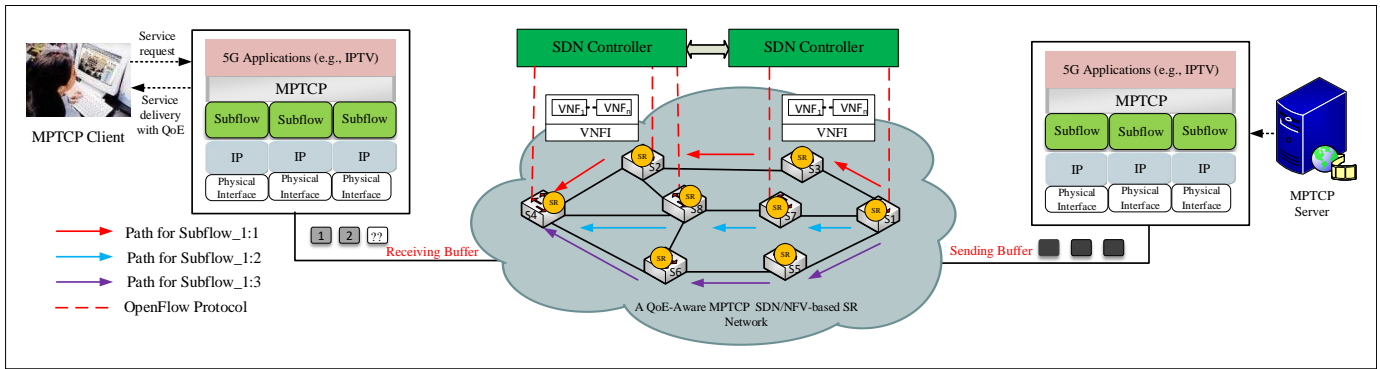 Service
request
Service
delivery
with QoE
MPTCP Client
5G Applications (e.g., IPTV)
MPTCP
Subflow Subflow Subflow
IP IP IP
Physical Interface Physical Interface Physical Interface
1 2 ??
Receiving Buffer
Path for Subflow_1:1
Path for Subflow_1:2
Path for Subflow_1:3
OpenFlow Protocol
SDN Controller
SDN Controller
VNF1 VNFn
VNFI
VNF1 VNFn
VNFI
SR S2
SR S3
SR S4
SR S8
SR S7
SR S1
SR S6
SR S5
A QoE-Aware MPTCP SDN/NFV-based SR
Network
Sending Buffer
5G Applications (e.g., IPTV)
MPTCP
Subflow Subflow Subflow
IP IP IP
Physical Interface Physical Interface Physical Interface
MPTCP
Server